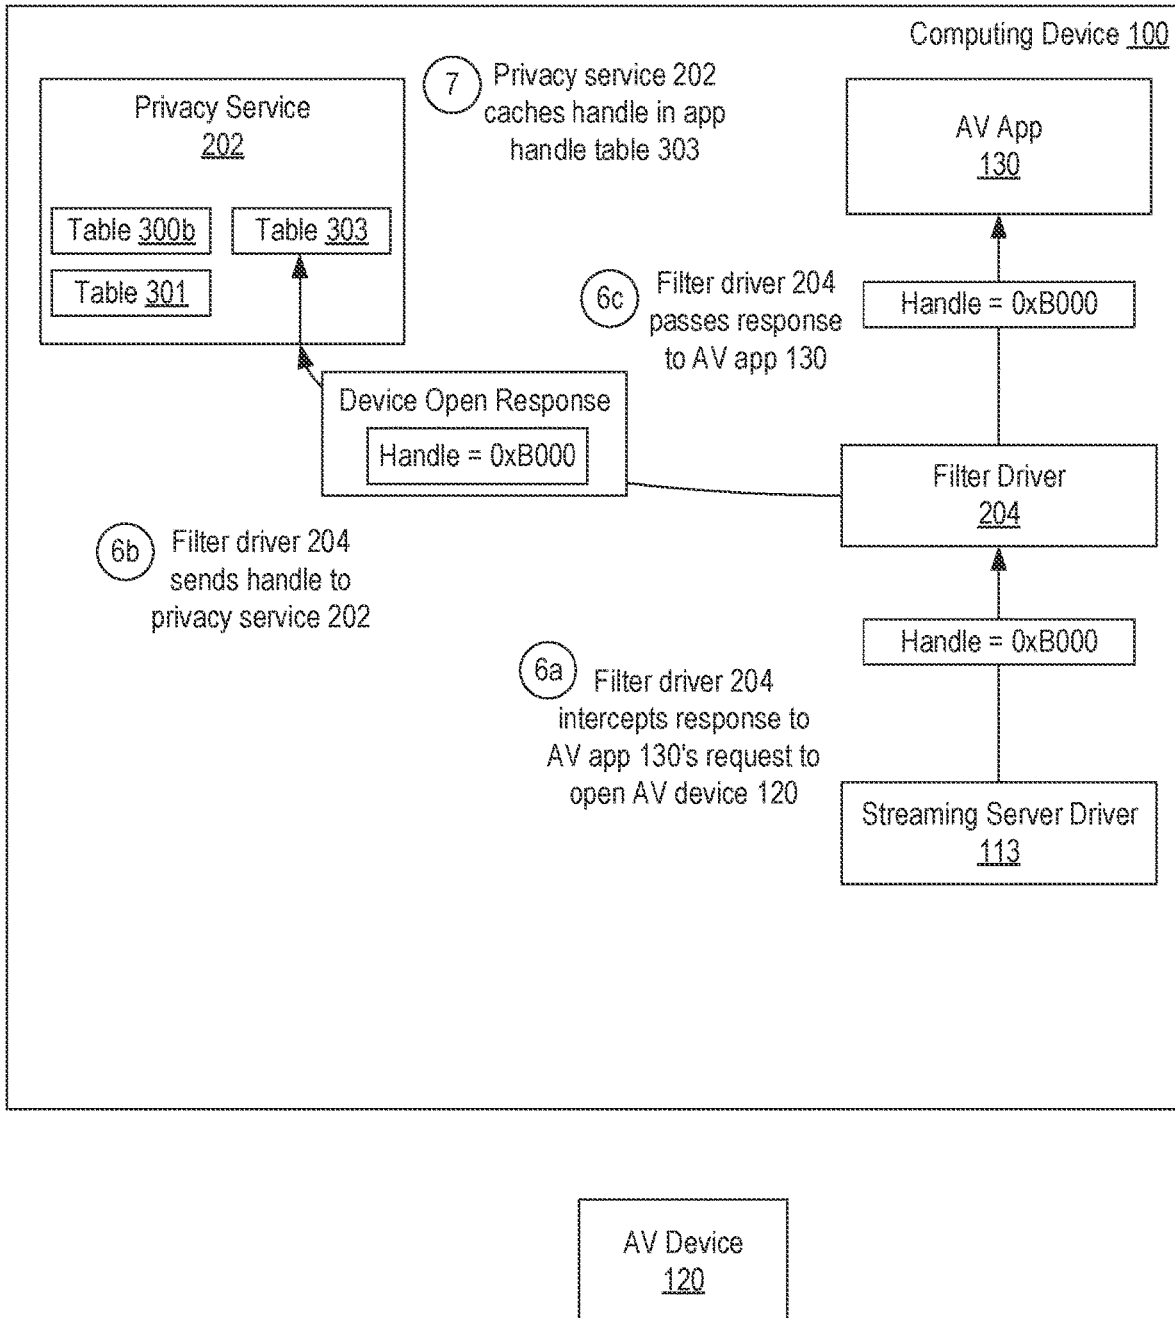 Computing Device 100
Privacy Service
202
Table 300b
Table 303
Table 301
7
Privacy service 202
caches handle in app
handle table 303
AV App
130
6c
Filter driver 204
passes response
to AV app 130
Handle = 0xB000
Device Open Response
Handle = 0xB000
Filter Driver
204
6b
Filter driver 204
sends handle to
privacy service 202
Handle = 0xB000
6a
Filter driver 204
intercepts response to
AV app 130's request to
open AV device 120
Streaming Server Driver
113
AV Device
120